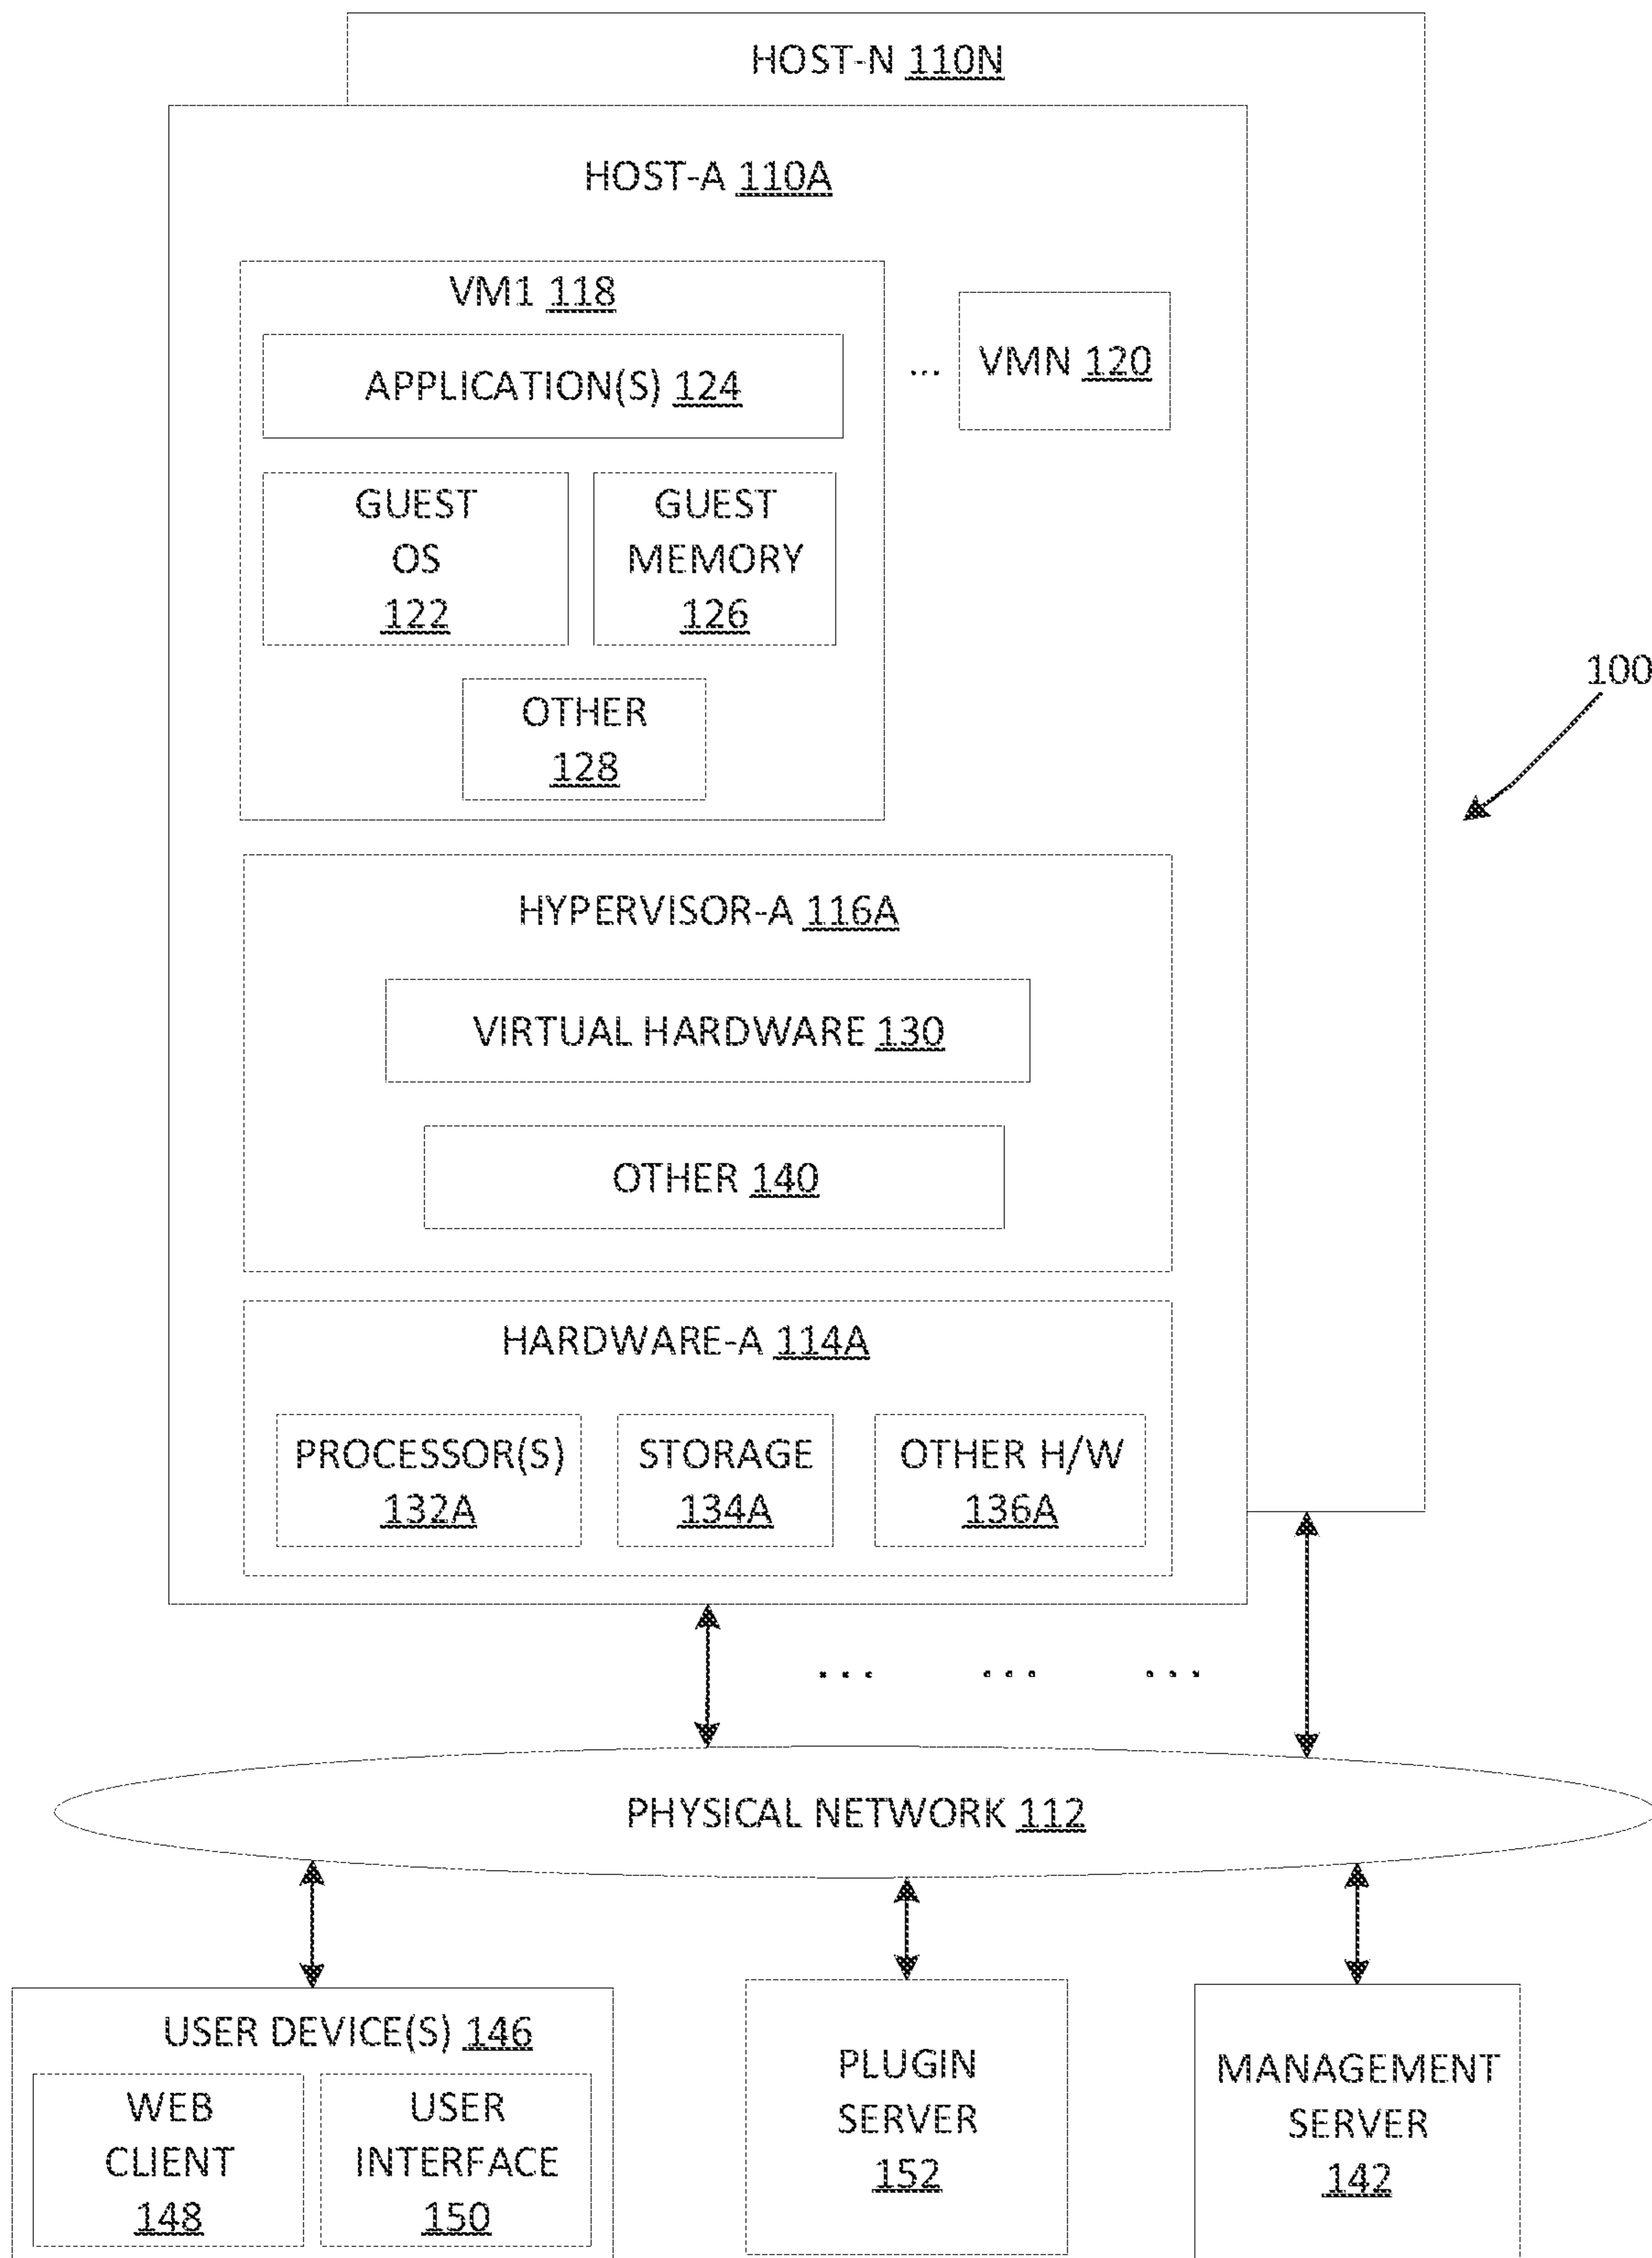 HOST-N 110N
HOST-A 110A
VM1 118
APPLICATION(S) 124
... VMN 120
GUEST
OS
122
GUEST
MEMORY
126
OTHER
128
100
HYPERVISOR-A 116A
VIRTUAL HARDWARE 130
OTHER 140
HARDWARE-A 114A
PROCESSOR(S)
132A
STORAGE
134A
OTHER H/W
136A
... ... ...
PHYSICAL NETWORK 112
USER DEVICE(S) 146
WEB
CLIENT
148
USER
INTERFACE
150
PLUGIN
SERVER
152
MANAGEMENT
SERVER
142